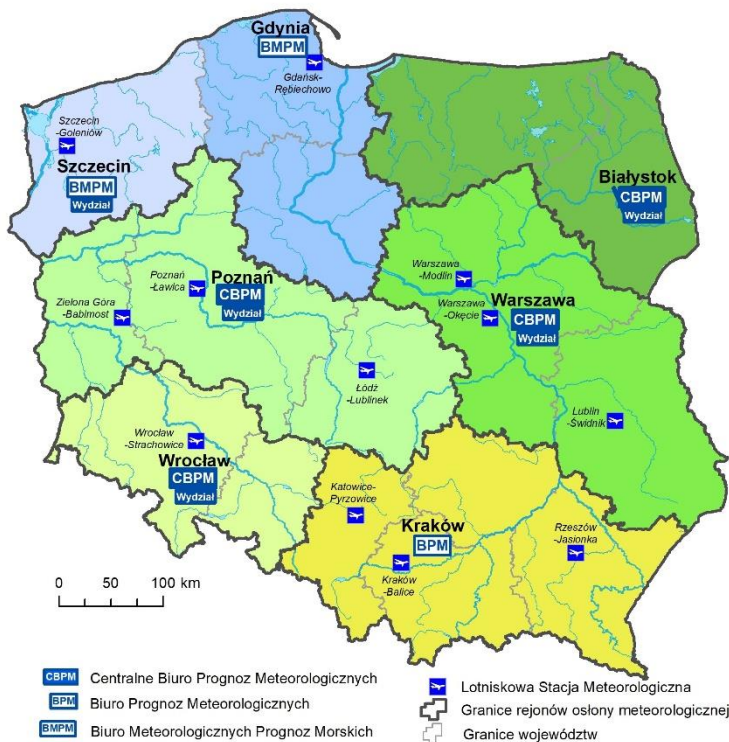 Gdynia
BMPM
Gdańsk-
Rębiechowo
Szczecin
-Goleniów
Szczecin
BMPM
Wydział
Białystok
CBPM
Wydział
Poznań
-Ławica
Poznań
CBPM
Wydział
Zielona Góra
-Babimost
Warszawa
-Modlin
Warszawa
-Okęcie
Warszawa
CBPM
Wydział
Łódź
-Lublinek
Lublin
-Świdnik
Wrocław
-Strachowice
Wrocław
CBPM
Wydział
Katowice-
Pyrzowice
Kraków
BPM
Kraków
-Balice
Rzeszów
-Jasionka
0 50 100 km
CBPM Centralne Biuro Prognoz Meteorologicznych
BPM Biuro Prognoz Meteorologicznych
BMPM Biuro Meteorologicznych Prognoz Morskich
Lotniskowa Stacja Meteorologiczna
Granice rejonów osłony meteorologicznej
Granice województw